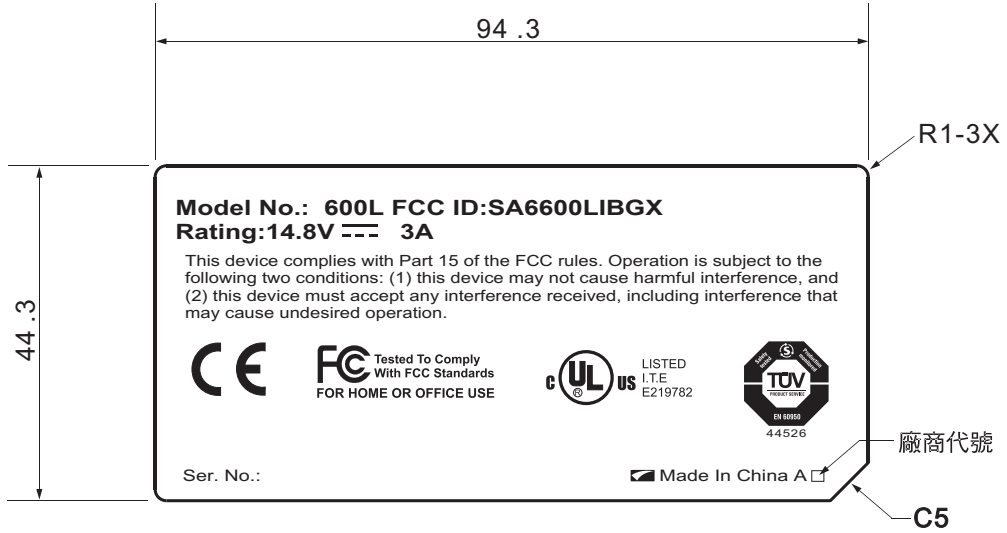 94 .3
R1-3X
44 .3
Model No.: 600L FCC ID:SA6600LIBGX
Rating:14.8V 3A
This device complies with Part 15 of the FCC rules. Operation is subject to the
following two conditions: (1) this device may not cause harmful interference, and
(2) this device must accept any interference received, including interference that
may cause undesired operation.
CE
FC Tested To Comply
With FCC Standards
FOR HOME OR OFFICE USE
C UL US
®
LISTED
I.T.E
E219782
Safety tested
S
Production monitored
TÜV
PRODUCT SERVICE
EN 60950
44526
廠商代號
Ser. No.:
Made In China A□
C5